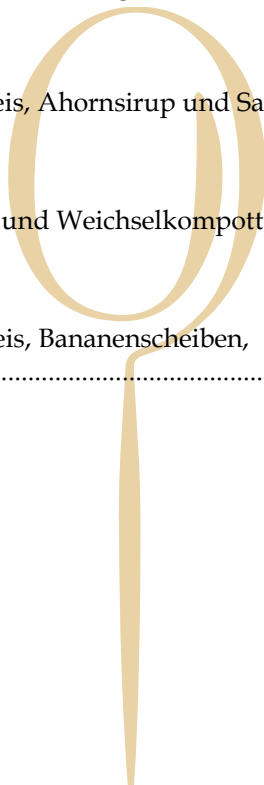 eis, Ahornsirup und Sa
und Weichselkompott
eis, Bananenscheiben,
..........................................